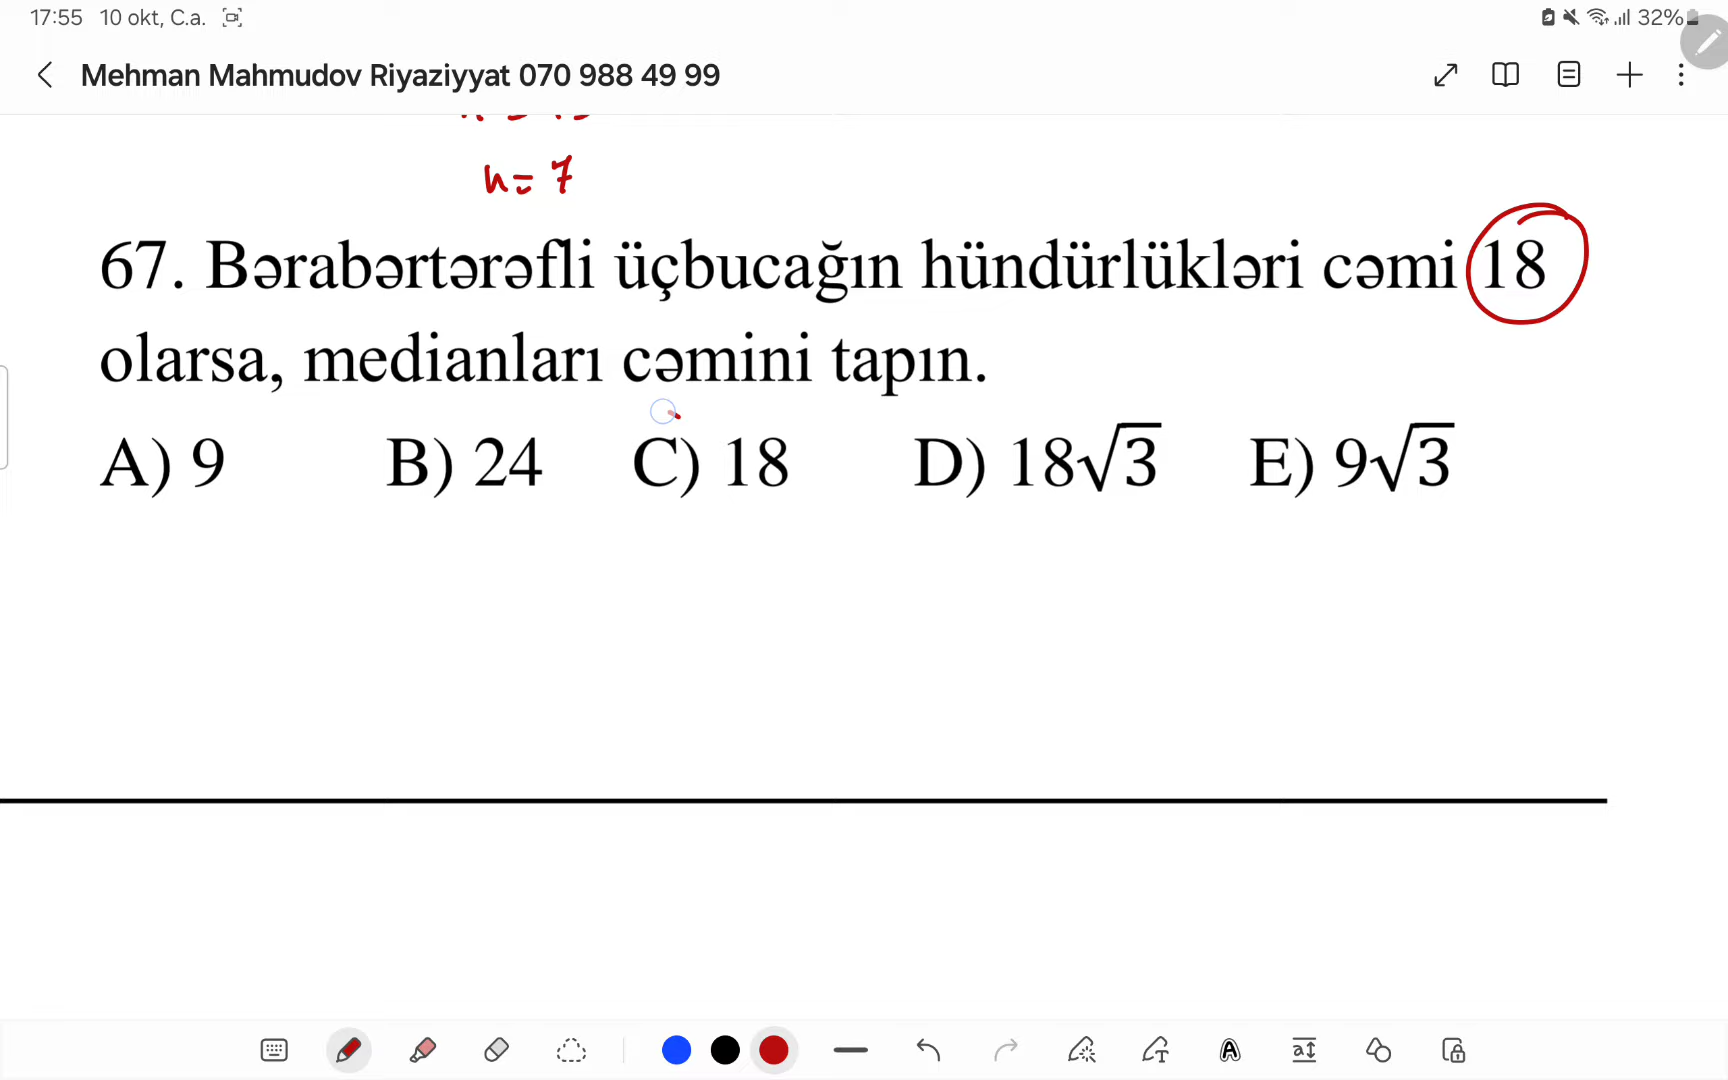 17:55 10 okt, C.a. 32%
Mehman Mahmudov Riyaziyyat 070 988 49 99
n = 7
67. Bərabərtərəfli üçbucağın hündürlükləri cəmi 18
olarsa, medianları cəmini tapın.
A) 9 B) 24 C) 18 D) 18√3 E) 9√3